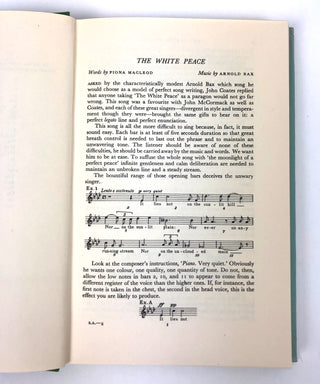 THE WHITE PEACE
Words by FIONA MACLEOD Music by ARNOLD BAX
ASKED by the characteristically modest Arnold Bax which song he
would choose as a model of perfect song writing, John Coates replied
that anyone taking 'The White Peace' as a paragon would not go far
wrong. This song was a favourite with John McCormack as well as
Coates, and each of these great singers—divergent in style and tempera-
ment though they were—brought the same gifts to bear on it: a
perfect legato line and perfect enunciation.
This song is all the more difficult to sing because, in fact, it must
sound easy. Each bar is of five seconds duration so that great
breath control is needed to last out the phrase and to maintain the
unwavering tone. The listener should be aware of none of these
difficulties, he should be carried away by the music and words. We want
him to be at ease. To suffuse the whole song with 'the moonlight of a
perfect peace' infinite gentleness and calm deliberation are needed to
maintain an unbroken line and a steady stream.
The bountiful range of those opening bars deceives the unwary
singer.
Ex.1 Lento e molto p very quiet
It lies not on the sun - lit hill
Nor on the sun-lit plain: Nor ev - er on any
running stream Nor on the unclouded main
Look at the composer's instructions, 'Piano. Very quiet.' Obviously
he wants one colour, one quality, one quantity of tone. Do not, then,
allow the low notes in bars 2, 10, and 11 to appear to come from a
different register of the voice than the higher ones. If, for instance, the
first note is taken in the chest, the second in the head voice, this is the
effect you are likely to produce.
Ex.A
It lies not